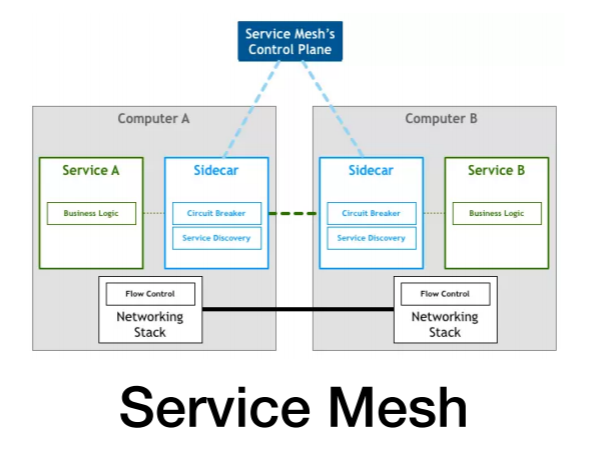 Service Mesh's
Control Plane
Computer A
Computer B
Service A
Sidecar
Sidecar
Service B
Business Logic
Circuit Breaker
Circuit Breaker
Business Logic
Service Discovery
Service Discovery
Flow Control
Flow Control
Networking
Stack
Networking
Stack
Service Mesh